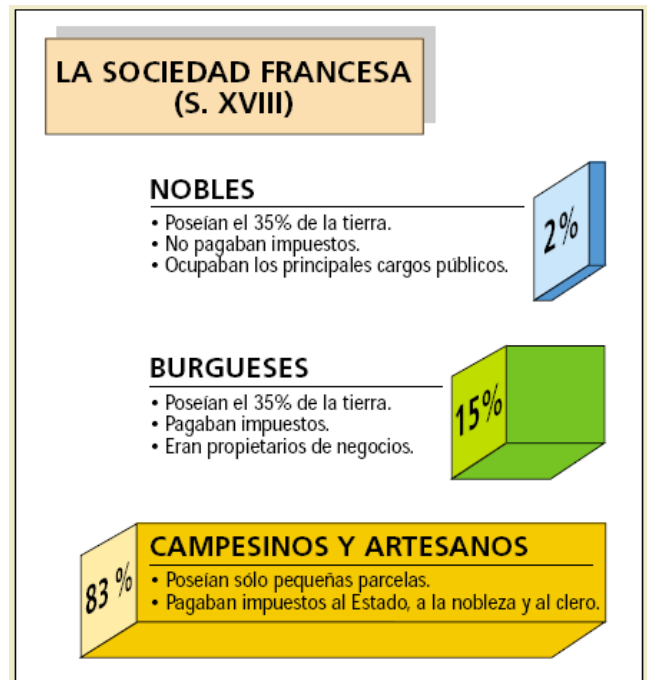 LA SOCIEDAD FRANCESA
(S. XVIII)
NOBLES
• Poseían el 35% de la tierra.
• No pagaban impuestos.
• Ocupaban los principales cargos públicos.
2%
BURGUESES
• Poseían el 35% de la tierra.
• Pagaban impuestos.
• Eran propietarios de negocios.
15%
CAMPESINOS Y ARTESANOS
• Poseían sólo pequeñas parcelas.
• Pagaban impuestos al Estado, a la nobleza y al clero.
83 %